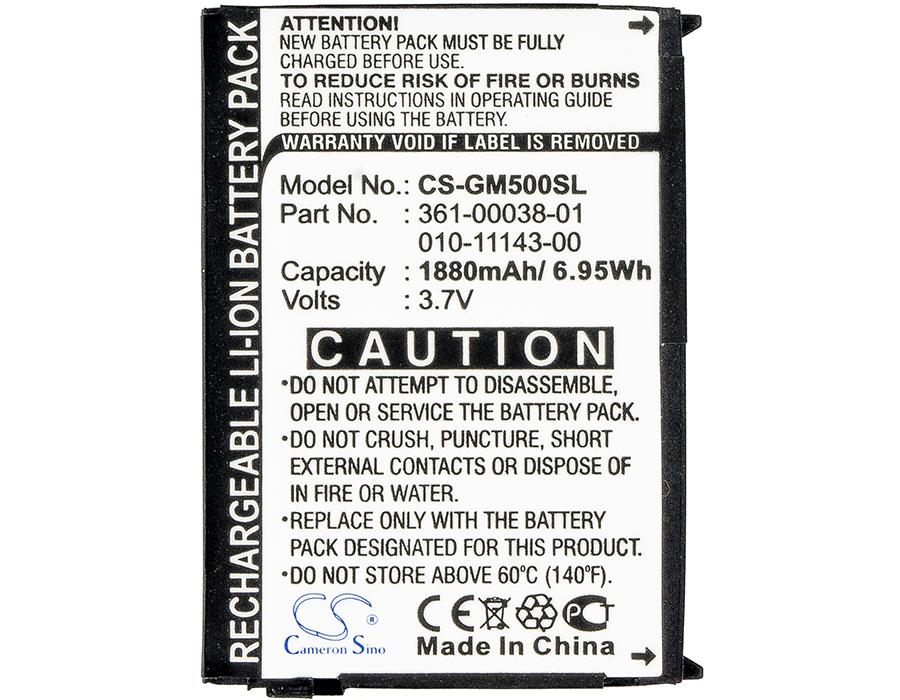 RECHARGEABLE LI-ION BATTERY PACK
ATTENTION!
NEW BATTERY PACK MUST BE FULLY
CHARGED BEFORE USE.
TO REDUCE RISK OF FIRE OR BURNS
READ INSTRUCTIONS IN OPERATING GUIDE
BEFORE USING THE BATTERY.
WARRANTY VOID IF LABEL IS REMOVED
Model No.: CS-GM500SL
Part No. : 361-00038-01
010-11143-00
Capacity : 1880mAh/ 6.95Wh
Volts : 3.7V
CAUTION
•DO NOT ATTEMPT TO DISASSEMBLE,
OPEN OR SERVICE THE BATTERY PACK.
•DO NOT CRUSH, PUNCTURE, SHORT
EXTERNAL CONTACTS OR DISPOSE OF
IN FIRE OR WATER.
•REPLACE ONLY WITH THE BATTERY
PACK DESIGNATED FOR THIS PRODUCT.
•DO NOT STORE ABOVE 60°C (140°F).
CS ®
Cameron Sino
CE PCT
Made In China